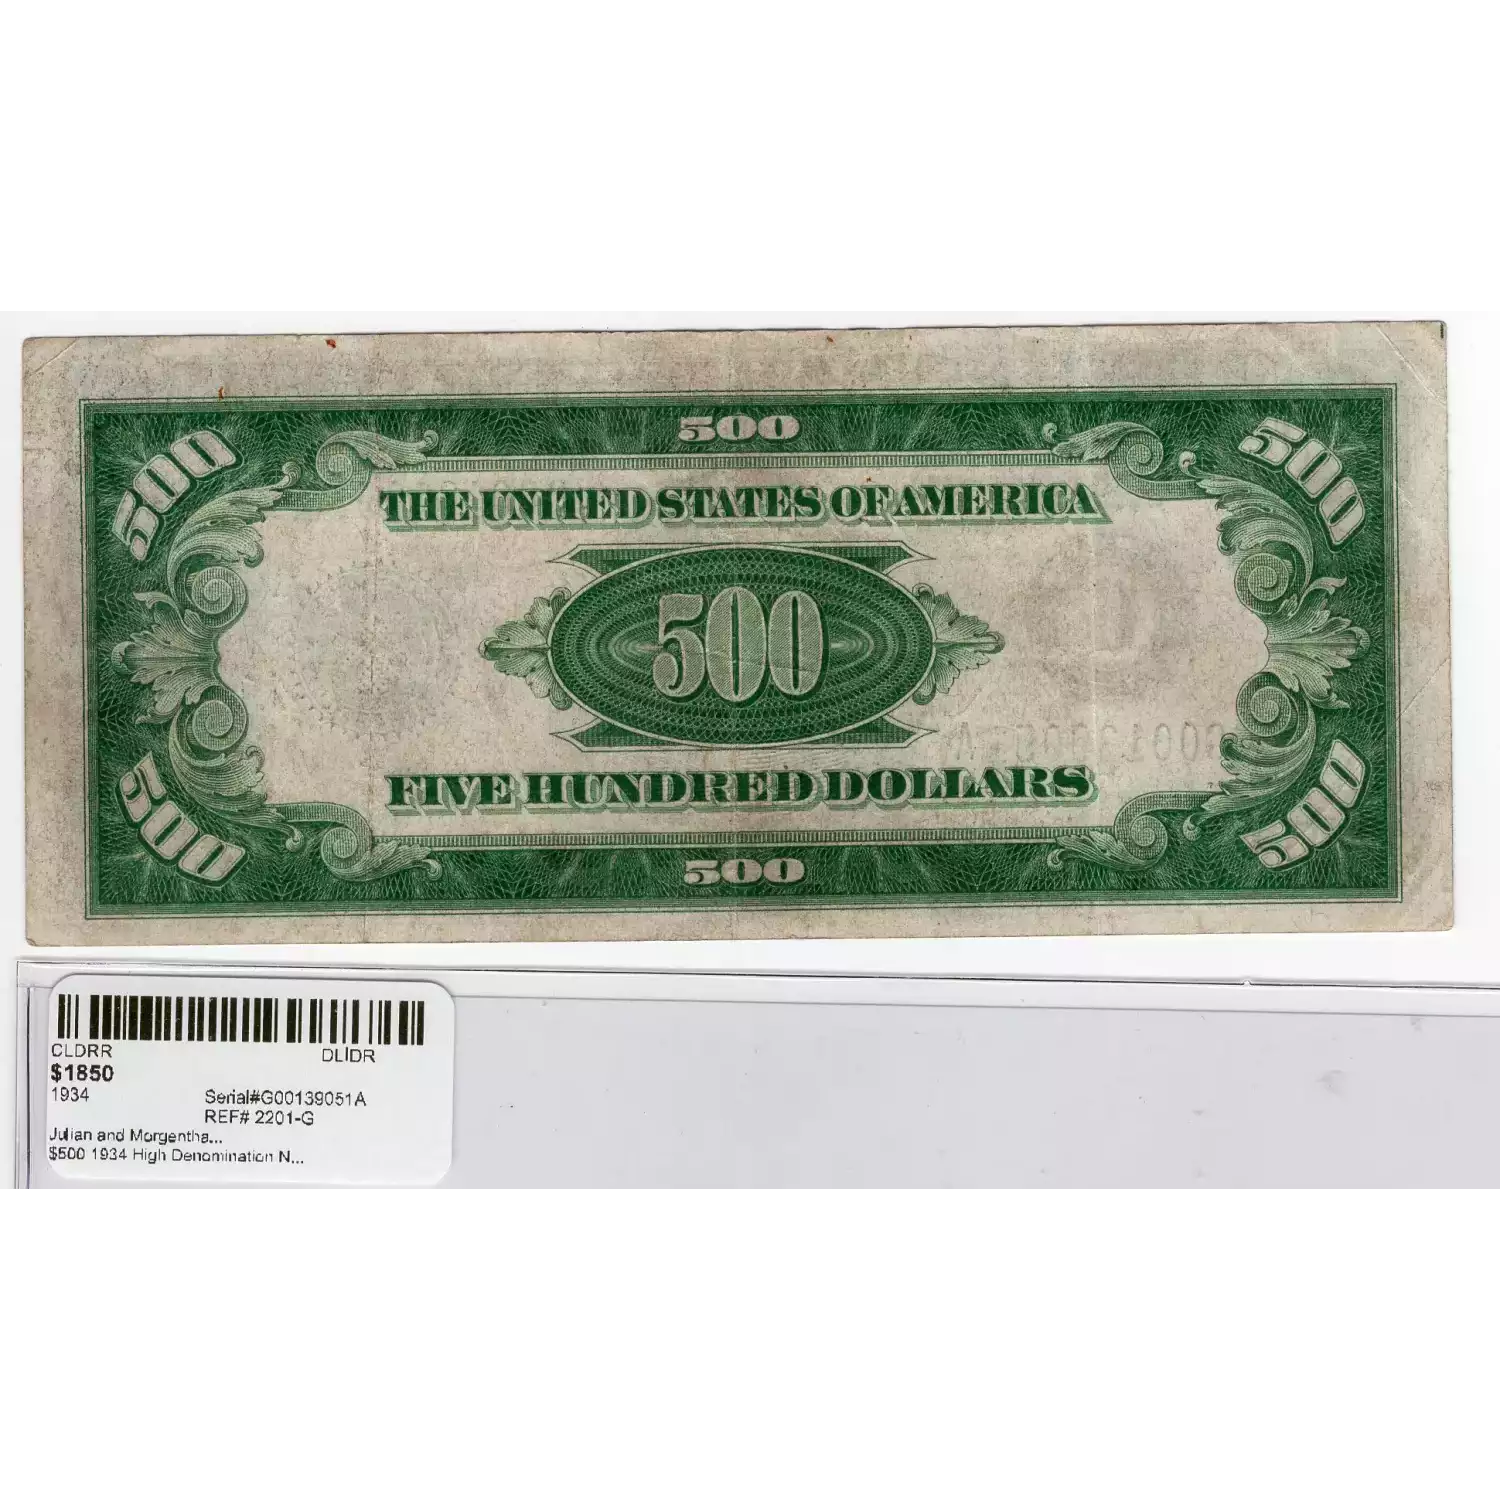 500
500 500
THE UNITED STATES OF AMERICA
500
FIVE HUNDRED DOLLARS
500 500
500
CLDRR DLIDR
$1850
1934 Serial#G00139051A
REF# 2201-G
Julian and Morgentha...
$500 1934 High Denomination N...